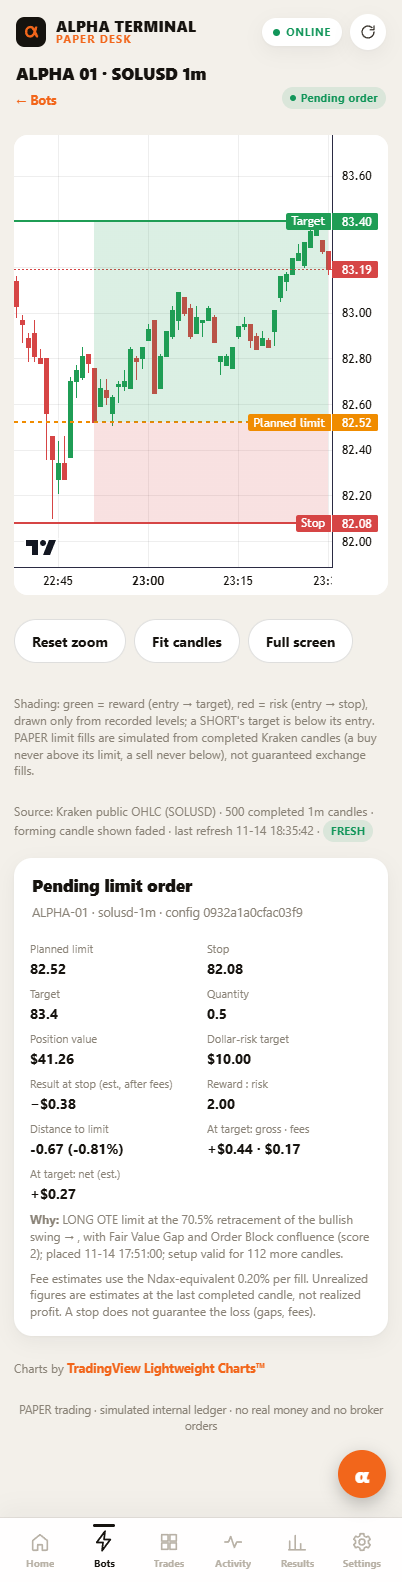 α
ALPHA TERMINAL
PAPER DESK
ONLINE
ALPHA 01 · SOLUSD 1m
← Bots
Pending order
83.60
Target 83.40
83.19
83.00
82.80
82.60
Planned limit 82.52
82.40
82.20
Stop 82.08
82.00
22:45 23:00 23:15 23:
Reset zoom Fit candles Full screen
Shading: green = reward (entry → target), red = risk (entry → stop),
drawn only from recorded levels; a SHORT's target is below its entry.
PAPER limit fills are simulated from completed Kraken candles (a buy
never above its limit, a sell never below), not guaranteed exchange
fills.
Source: Kraken public OHLC (SOLUSD) · 500 completed 1m candles ·
forming candle shown faded · last refresh 11-14 18:35:42 · FRESH
Pending limit order
ALPHA-01 · solusd-1m · config 0932a1a0cfac03f9
Planned limit Stop
82.52 82.08
Target Quantity
83.4 0.5
Position value Dollar-risk target
$41.26 $10.00
Result at stop (est., after fees) Reward : risk
−$0.38 2.00
Distance to limit At target: gross · fees
-0.67 (-0.81%) +$0.44 · $0.17
At target: net (est.)
+$0.27
Why: LONG OTE limit at the 70.5% retracement of the bullish
swing → , with Fair Value Gap and Order Block confluence (score
2); placed 11-14 17:51:00; setup valid for 112 more candles.
Fee estimates use the Ndax-equivalent 0.20% per fill. Unrealized
figures are estimates at the last completed candle, not realized
profit. A stop does not guarantee the loss (gaps, fees).
Charts by TradingView Lightweight Charts™
PAPER trading · simulated internal ledger · no real money and no broker
orders
α
Home Bots Trades Activity Results Settings